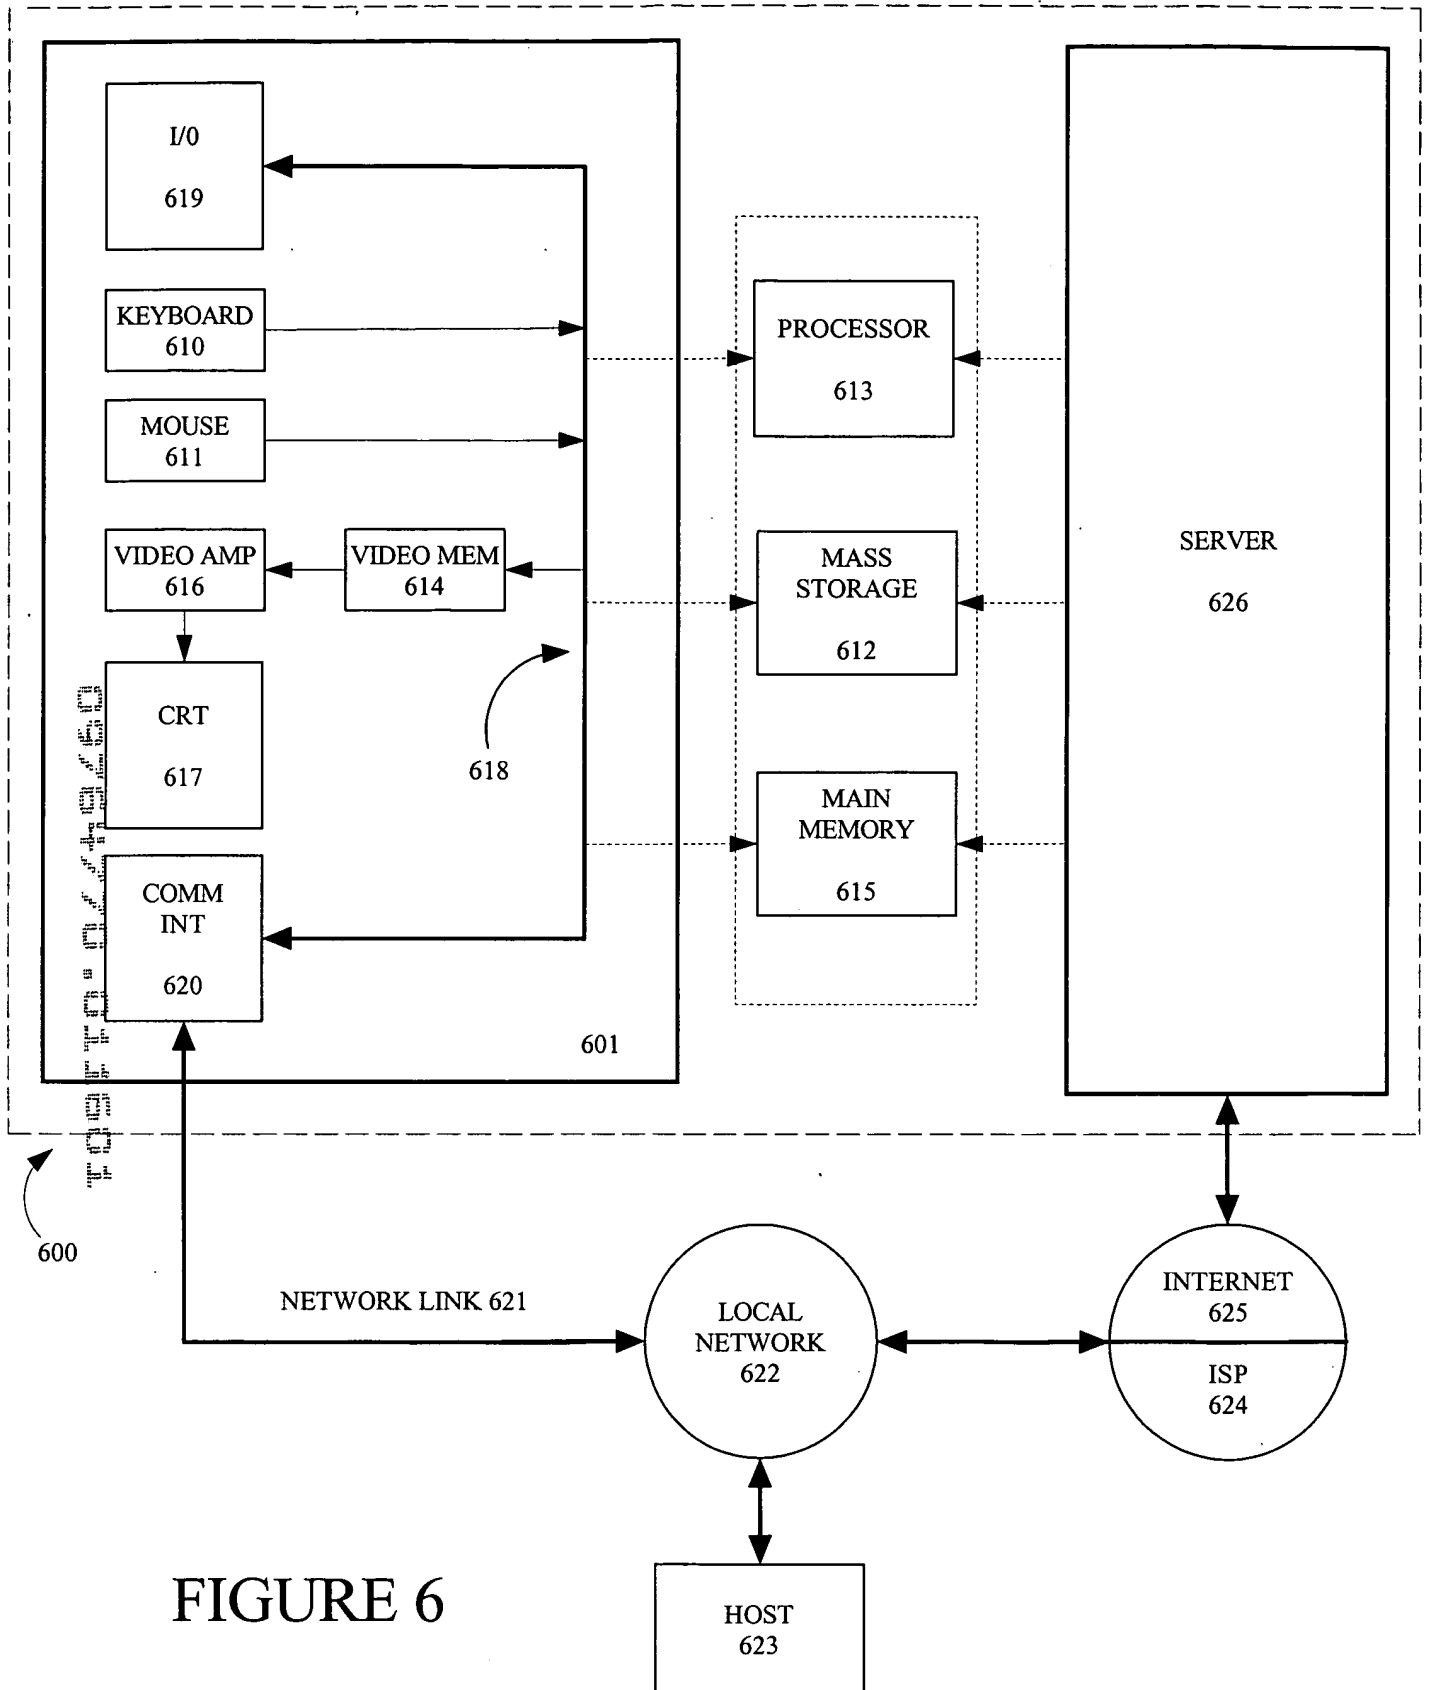 I/0
619
KEYBOARD
610
MOUSE
611
VIDEO AMP
616
VIDEO MEM
614
CRT
617
618
COMM
INT
620
601
PROCESSOR
613
MASS
STORAGE
612
MAIN
MEMORY
615
SERVER
626
600
NETWORK LINK 621
LOCAL
NETWORK
622
INTERNET
625
ISP
624
HOST
623
FIGURE 6